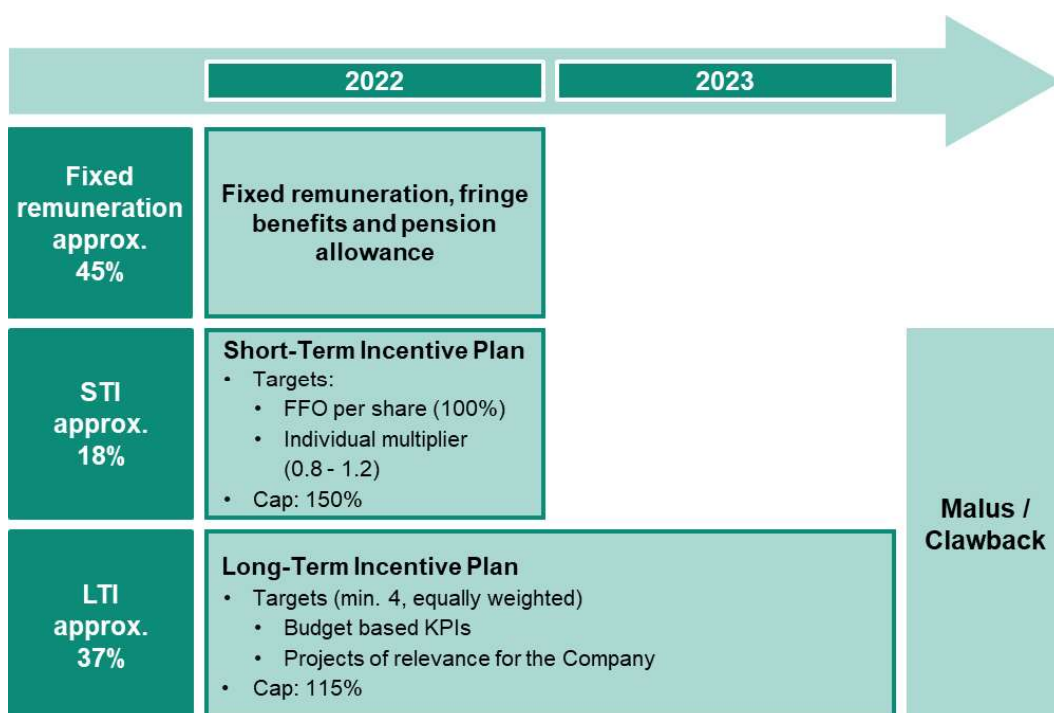 2022
2023
Fixed
remuneration
approx.
45%
Fixed remuneration, fringe
benefits and pension
allowance
STI
approx.
18%
Short-Term Incentive Plan
• Targets:
• FFO per share (100%)
• Individual multiplier
(0.8 - 1.2)
• Cap: 150%
LTI
approx.
37%
Long-Term Incentive Plan
• Targets (min. 4, equally weighted)
• Budget based KPIs
• Projects of relevance for the Company
• Cap: 115%
Malus /
Clawback